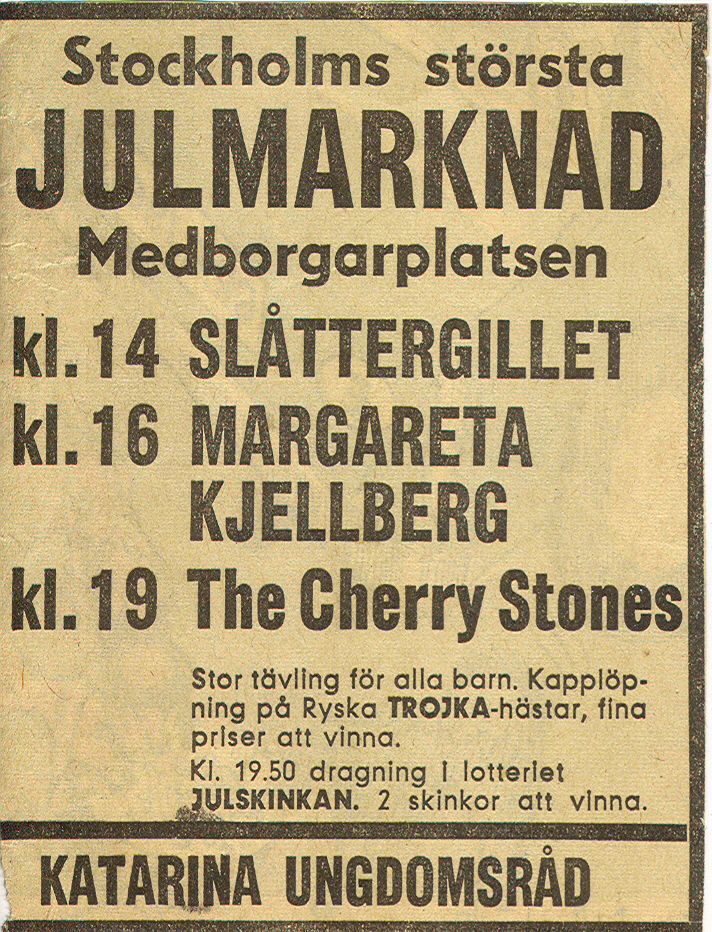 Stockholms största
JULMARKNAD
Medborgarplatsen
kl. 14 SLÅTTERGILLET
kl. 16 MARGARETA
KJELLBERG
kl. 19 The Cherry Stones
Stor tävling för alla barn. Kapplöp-
ning på Ryska TROJKA-hästar, fina
priser att vinna.
Kl. 19.50 dragning i lotteriet
JULSKINKAN. 2 skinkor att vinna.
KATARINA UNGDOMSRÅD